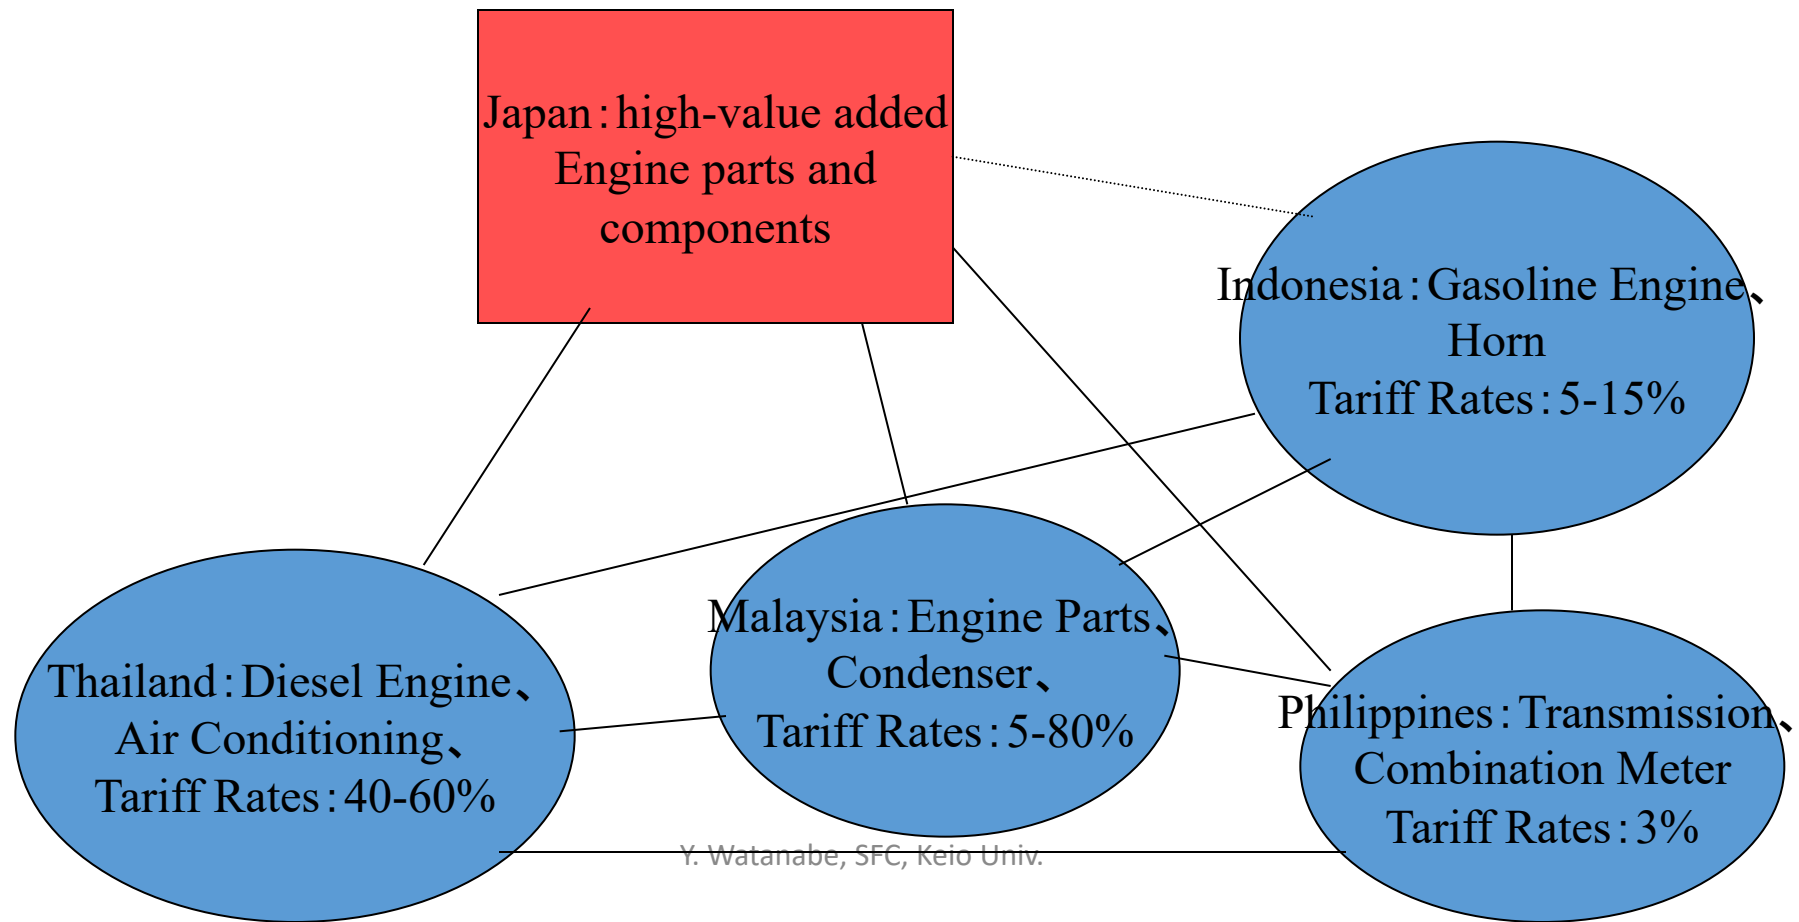 Japan：high-value added
Engine parts and
components
Indonesia：Gasoline Engine、
Horn
Tariff Rates：5-15%
Malaysia：Engine Parts、
Condenser、
Tariff Rates：5-80%
Thailand：Diesel Engine、
Air Conditioning、
Tariff Rates：40-60%
Philippines：Transmission、
Combination Meter
Tariff Rates：3%
Y. Watanabe, SFC, Keio Univ.